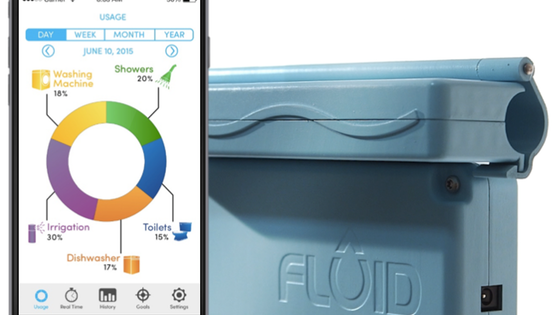 USAGE
DAY WEEK MONTH YEAR
JUNE 10, 2015
Showers
20%
Washing
Machine
18%
Irrigation
30%
Toilets
15%
Dishwasher
17%
Usage Real Time History Goals Settings
FLUID